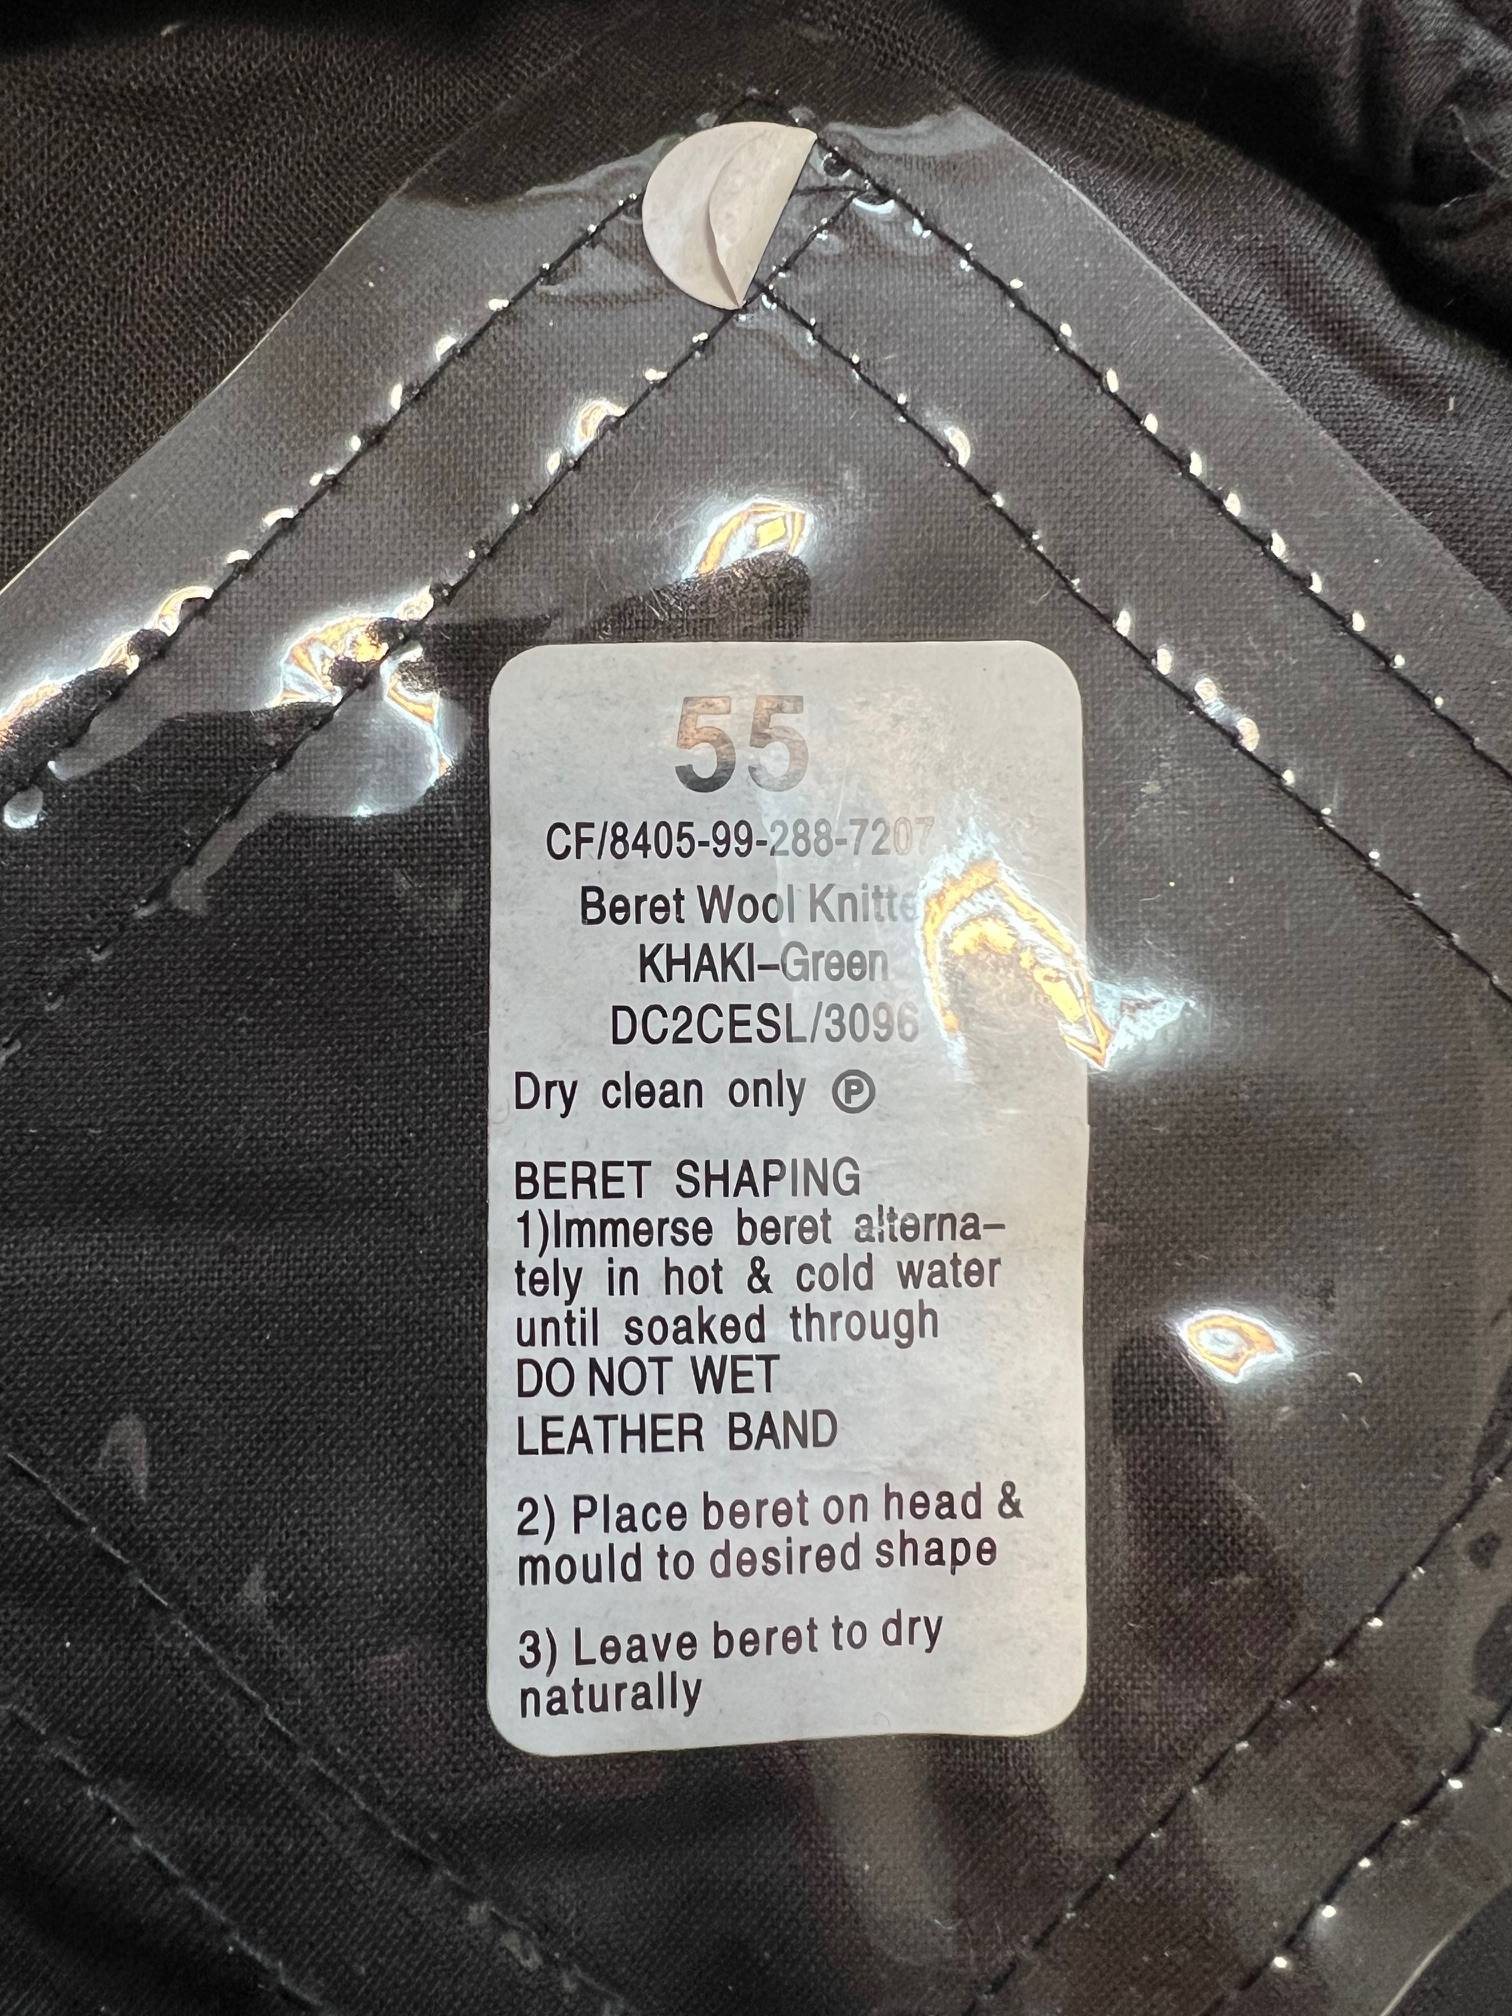 55
CF/8405-99-288-7207
Beret Wool Knitte
KHAKI-Green
DC2CESL/3096
Dry clean only Ⓟ
BERET SHAPING
1)Immerse beret alterna-
tely in hot & cold water
until soaked through
DO NOT WET
LEATHER BAND
2) Place beret on head &
mould to desired shape
3) Leave beret to dry
naturally